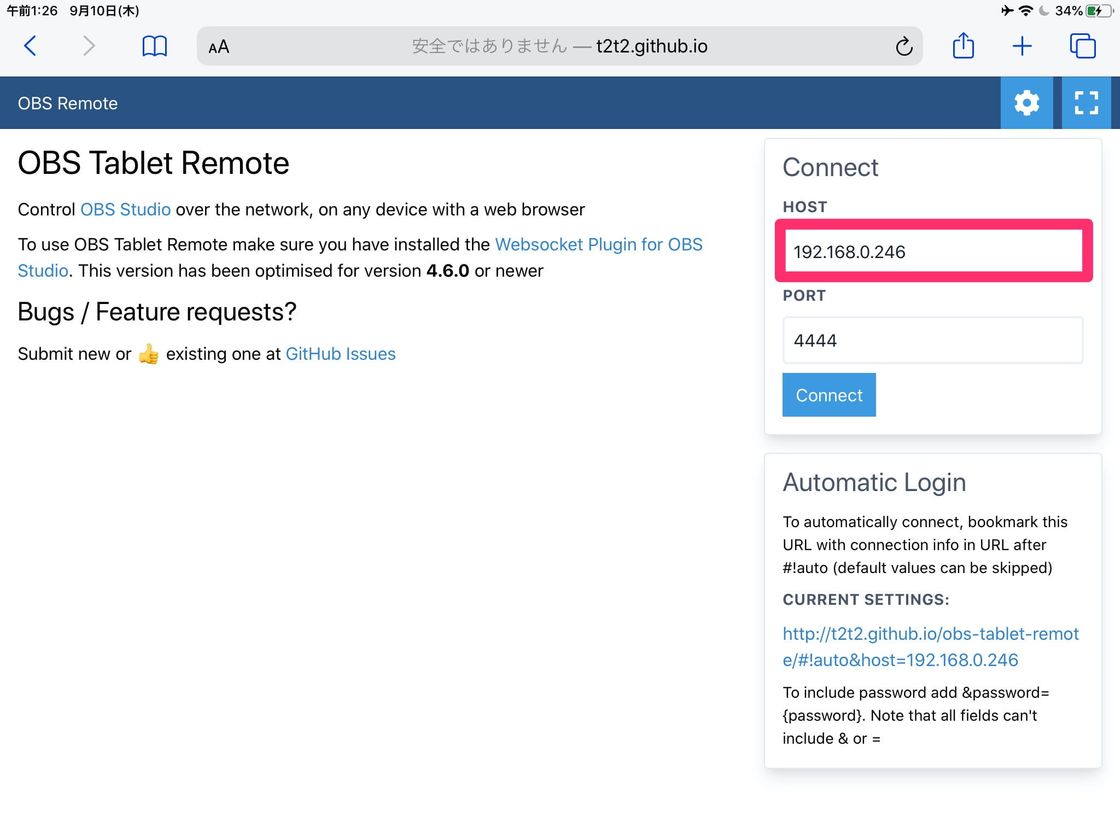 午前1:26 9月10日(木)
34%
AA
安全ではありません — t2t2.github.io
OBS Remote
OBS Tablet Remote
Control OBS Studio over the network, on any device with a web browser
To use OBS Tablet Remote make sure you have installed the Websocket Plugin for OBS
Studio. This version has been optimised for version 4.6.0 or newer
Bugs / Feature requests?
Submit new or 👍 existing one at GitHub Issues
Connect
HOST
192.168.0.246
PORT
4444
Connect
Automatic Login
To automatically connect, bookmark this
URL with connection info in URL after
#!auto (default values can be skipped)
CURRENT SETTINGS:
http://t2t2.github.io/obs-tablet-remot
e/#!auto&host=192.168.0.246
To include password add &password=
{password}. Note that all fields can't
include & or =